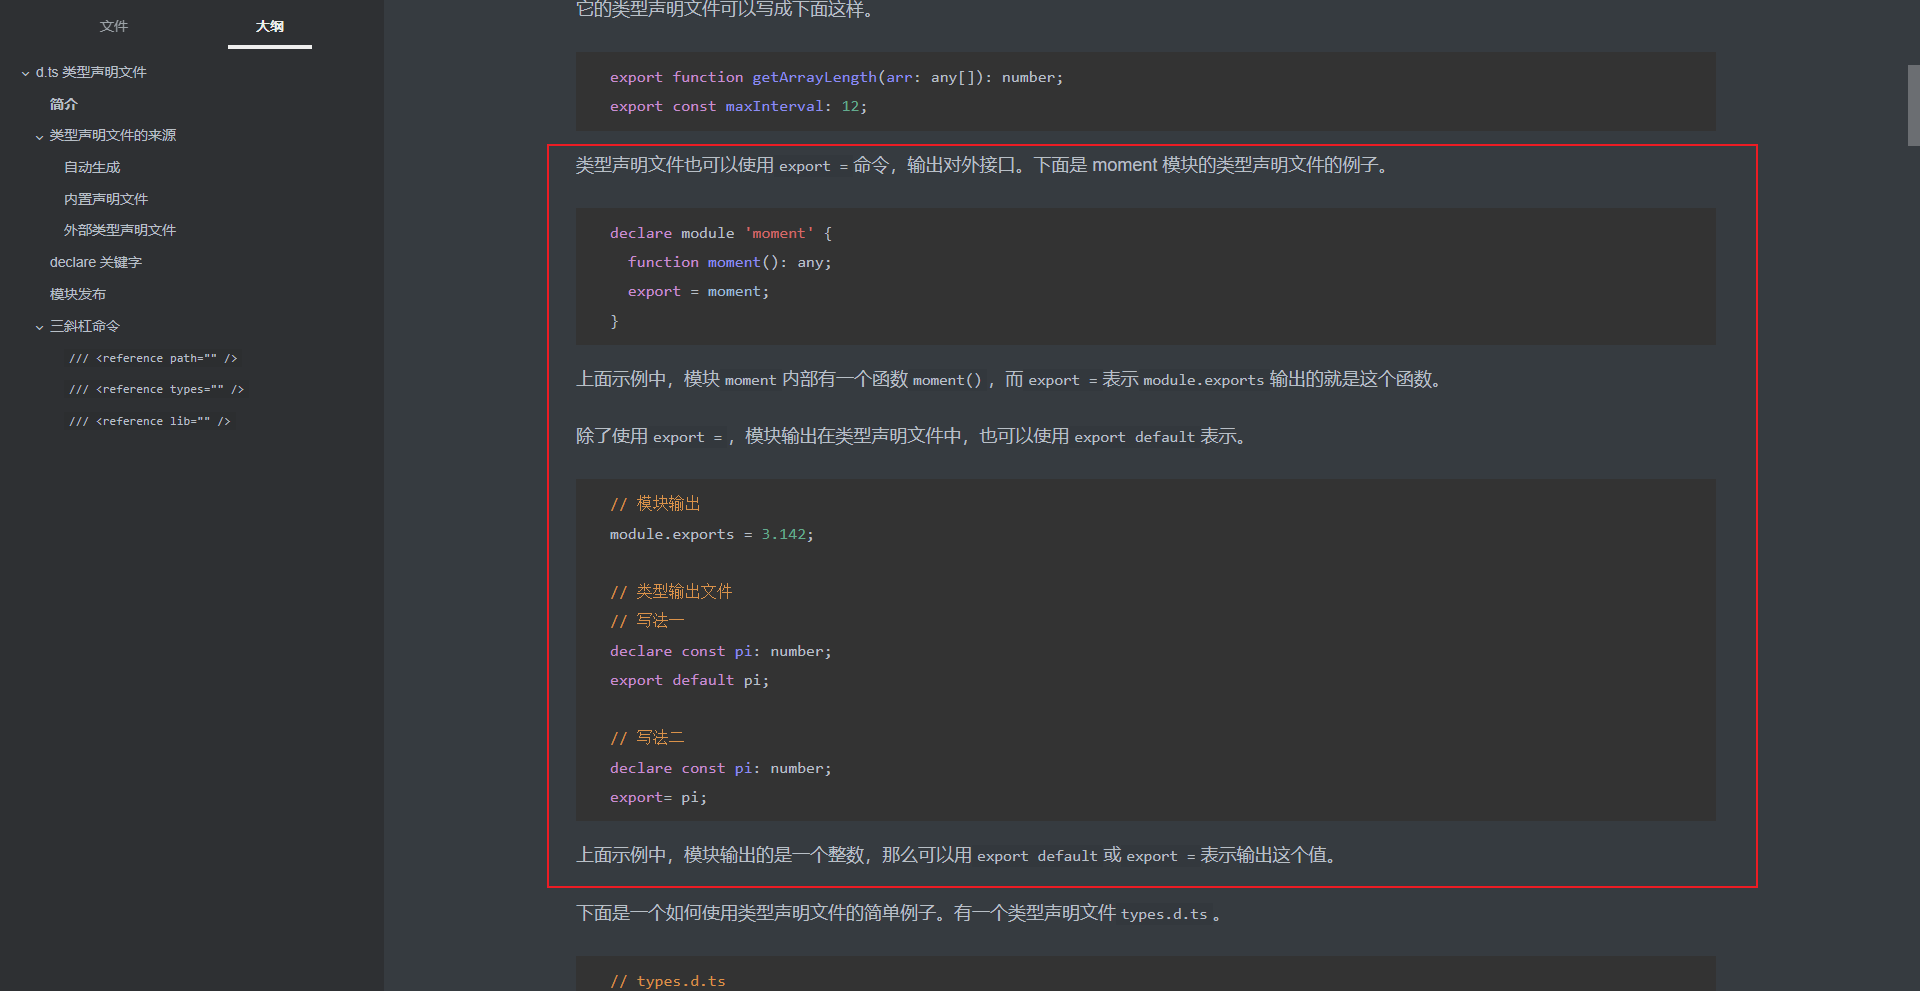 文件
大纲
d.ts 类型声明文件
简介
类型声明文件的来源
自动生成
内置声明文件
外部类型声明文件
declare 关键字
模块发布
三斜杠命令
/// <reference path="" />
/// <reference types="" />
/// <reference lib="" />
它的类型声明文件可以写成下面这样。
export function getArrayLength(arr: any[]): number;
export const maxInterval: 12;
类型声明文件也可以使用 export = 命令，输出对外接口。下面是 moment 模块的类型声明文件的例子。
declare module 'moment' {
  function moment(): any;
  export = moment;
}
上面示例中，模块 moment 内部有一个函数 moment()，而 export = 表示 module.exports 输出的就是这个函数。
除了使用 export =，模块输出在类型声明文件中，也可以使用 export default 表示。
// 模块输出
module.exports = 3.142;
// 类型输出文件
// 写法一
declare const pi: number;
export default pi;
// 写法二
declare const pi: number;
export= pi;
上面示例中，模块输出的是一个整数，那么可以用 export default 或 export = 表示输出这个值。
下面是一个如何使用类型声明文件的简单例子。有一个类型声明文件 types.d.ts 。
// types.d.ts